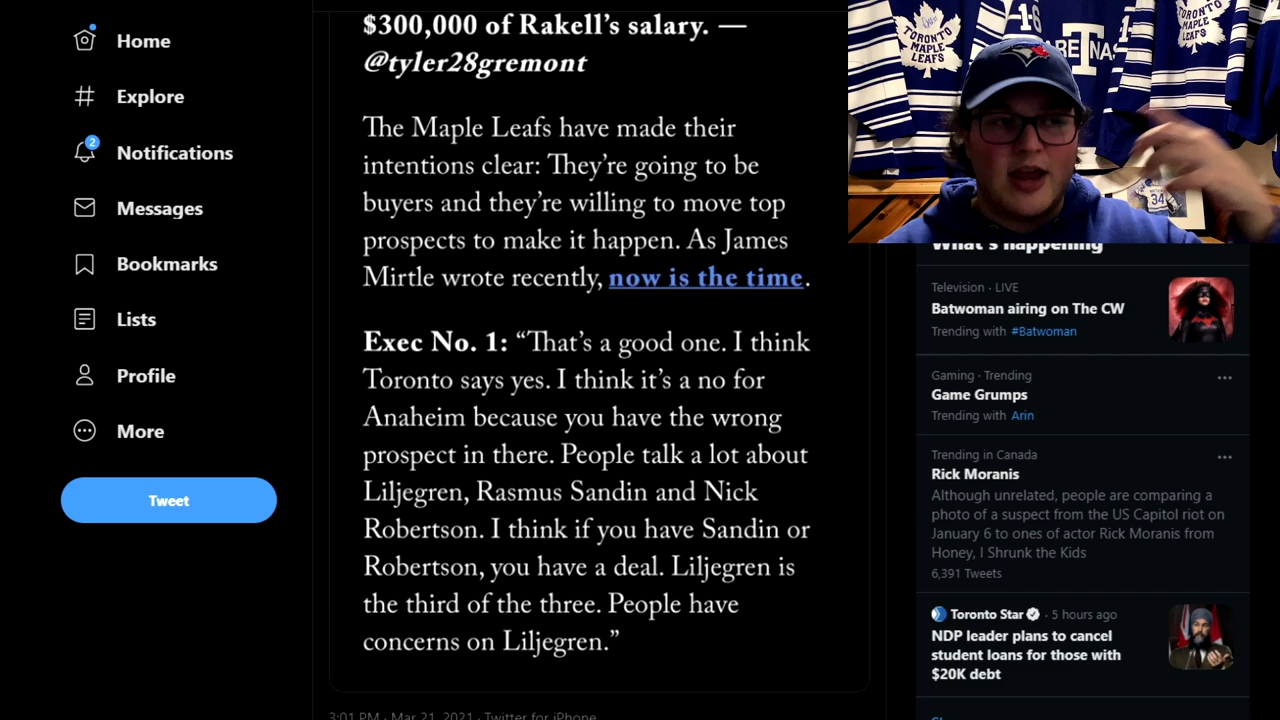 Home
Explore
2
Notifications
Messages
Bookmarks
Lists
Profile
More
Tweet
$300,000 of Rakell's salary. —
@tyler28gremont
The Maple Leafs have made their
intentions clear: They're going to be
buyers and they're willing to move top
prospects to make it happen. As James
Mirtle wrote recently, now is the time.
Exec No. 1: “That's a good one. I think
Toronto says yes. I think it's a no for
Anaheim because you have the wrong
prospect in there. People talk a lot about
Liljegren, Rasmus Sandin and Nick
Robertson. I think if you have Sandin or
Robertson, you have a deal. Liljegren is
the third of the three. People have
concerns on Liljegren.”
3:01 PM · Mar 21, 2021 · Twitter for iPhone
TORONTO
MAPLE
LEAFS
16
ARENAS
T
1
TORONTO
MAPLE
LEAFS
34
What's happening
Television · LIVE
Batwoman airing on The CW
Trending with #Batwoman
Gaming · Trending
Game Grumps
Trending with Arin
Trending in Canada
Rick Moranis
Although unrelated, people are comparing a
photo of a suspect from the US Capitol riot on
January 6 to ones of actor Rick Moranis from
Honey, I Shrunk the Kids
6,391 Tweets
Toronto Star · 5 hours ago
NDP leader plans to cancel
student loans for those with
$20K debt